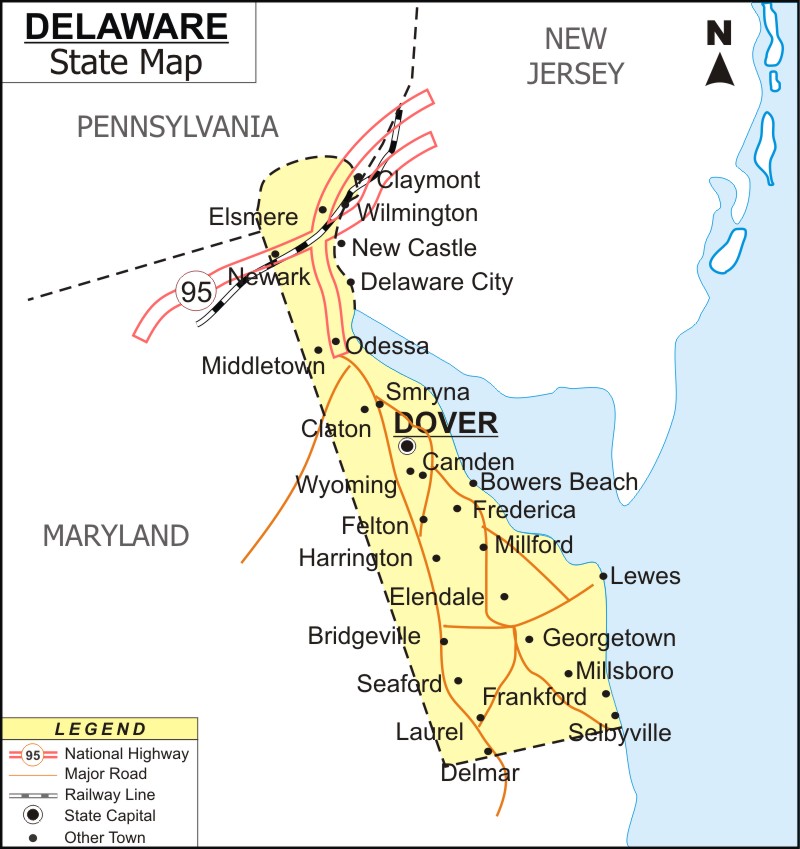 DELAWARE
State Map
NEW
JERSEY
N
PENNSYLVANIA
Claymont
Elsmere
Wilmington
New Castle
Newark
Delaware City
95
Odessa
Middletown
Smryna
Claton
DOVER
Camden
Wyoming
Bowers Beach
Frederica
Felton
MARYLAND
Millford
Harrington
Lewes
Elendale
Bridgeville
Georgetown
Millsboro
Seaford
Frankford
Laurel
Selbyville
Delmar
LEGEND
95 National Highway
Major Road
Railway Line
State Capital
Other Town